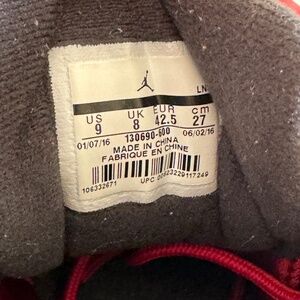 LN
US UK EUR cm
9 8 42.5 27
01/07/16 130690-600 06/02/16
MADE IN CHINA
FABRIQUE EN CHINE
106332671
UPC